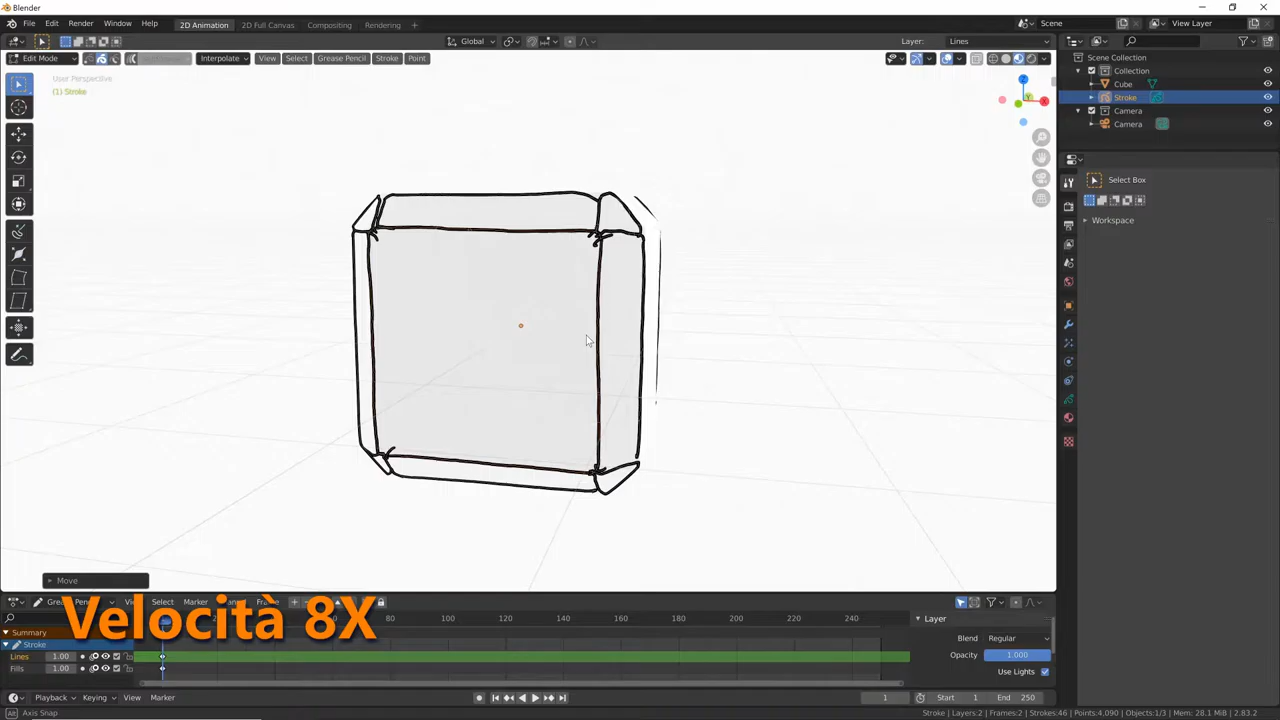 Blender
File Edit Render Window Help 2D Animation 2D Full Canvas Compositing Rendering + Scene View Layer
Global Layer: Lines
Edit Mode Interpolate View Select Grease Pencil Stroke Point
User Perspective
(1) Stroke
Scene Collection
Collection
Cube
Stroke
Camera
Camera
Select Box
Workspace
Z
X
Y
Move
Velocità 8X
Select Marker Frame
80 100 120 140 160 180 200 220 240
Summary
Stroke
Lines 1.00
Fills 1.00
Layer
Blend Regular
Opacity 1.000
Use Lights
Playback Keying View Marker 1 Start 1 End 250
Axis Snap
Stroke | Layers:2 | Frames:2 | Strokes:46 | Points:4,090 | Objects:1/3 | Mem: 28.1 MiB | 2.83.2